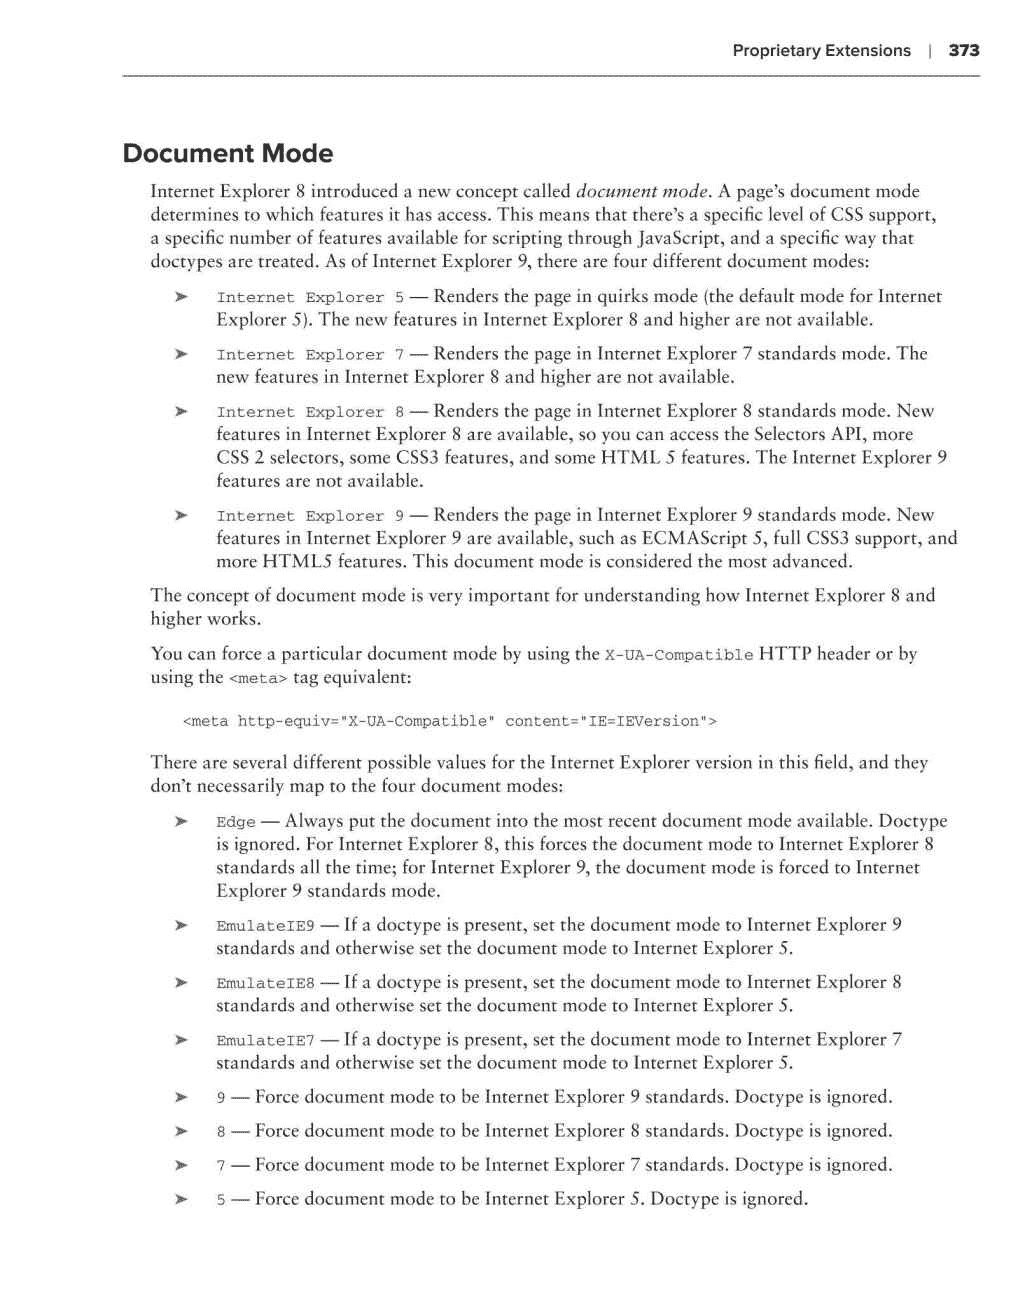 Proprietary Extensions | 373
Document Mode
Internet Explorer 8 introduced a new concept called document mode. A page’s document mode
determines to which features it has access. This means that there’s a specific level of CSS support,
a specific number of features available for scripting through JavaScript, and a specific way that
doctypes are treated. As of Internet Explorer 9, there are four different document modes:
➤ Internet Explorer 5 — Renders the page in quirks mode (the default mode for Internet
Explorer 5). The new features in Internet Explorer 8 and higher are not available.
➤ Internet Explorer 7 — Renders the page in Internet Explorer 7 standards mode. The
new features in Internet Explorer 8 and higher are not available.
➤ Internet Explorer 8 — Renders the page in Internet Explorer 8 standards mode. New
features in Internet Explorer 8 are available, so you can access the Selectors API, more
CSS 2 selectors, some CSS3 features, and some HTML 5 features. The Internet Explorer 9
features are not available.
➤ Internet Explorer 9 — Renders the page in Internet Explorer 9 standards mode. New
features in Internet Explorer 9 are available, such as ECMAScript 5, full CSS3 support, and
more HTML5 features. This document mode is considered the most advanced.
The concept of document mode is very important for understanding how Internet Explorer 8 and
higher works.
You can force a particular document mode by using the X-UA-Compatible HTTP header or by
using the <meta> tag equivalent:
<meta http-equiv="X-UA-Compatible" content="IE=IEVersion">
There are several different possible values for the Internet Explorer version in this field, and they
don’t necessarily map to the four document modes:
➤ Edge — Always put the document into the most recent document mode available. Doctype
is ignored. For Internet Explorer 8, this forces the document mode to Internet Explorer 8
standards all the time; for Internet Explorer 9, the document mode is forced to Internet
Explorer 9 standards mode.
➤ EmulateIE9 — If a doctype is present, set the document mode to Internet Explorer 9
standards and otherwise set the document mode to Internet Explorer 5.
➤ EmulateIE8 — If a doctype is present, set the document mode to Internet Explorer 8
standards and otherwise set the document mode to Internet Explorer 5.
➤ EmulateIE7 — If a doctype is present, set the document mode to Internet Explorer 7
standards and otherwise set the document mode to Internet Explorer 5.
➤ 9 — Force document mode to be Internet Explorer 9 standards. Doctype is ignored.
➤ 8 — Force document mode to be Internet Explorer 8 standards. Doctype is ignored.
➤ 7 — Force document mode to be Internet Explorer 7 standards. Doctype is ignored.
➤ 5 — Force document mode to be Internet Explorer 5. Doctype is ignored.